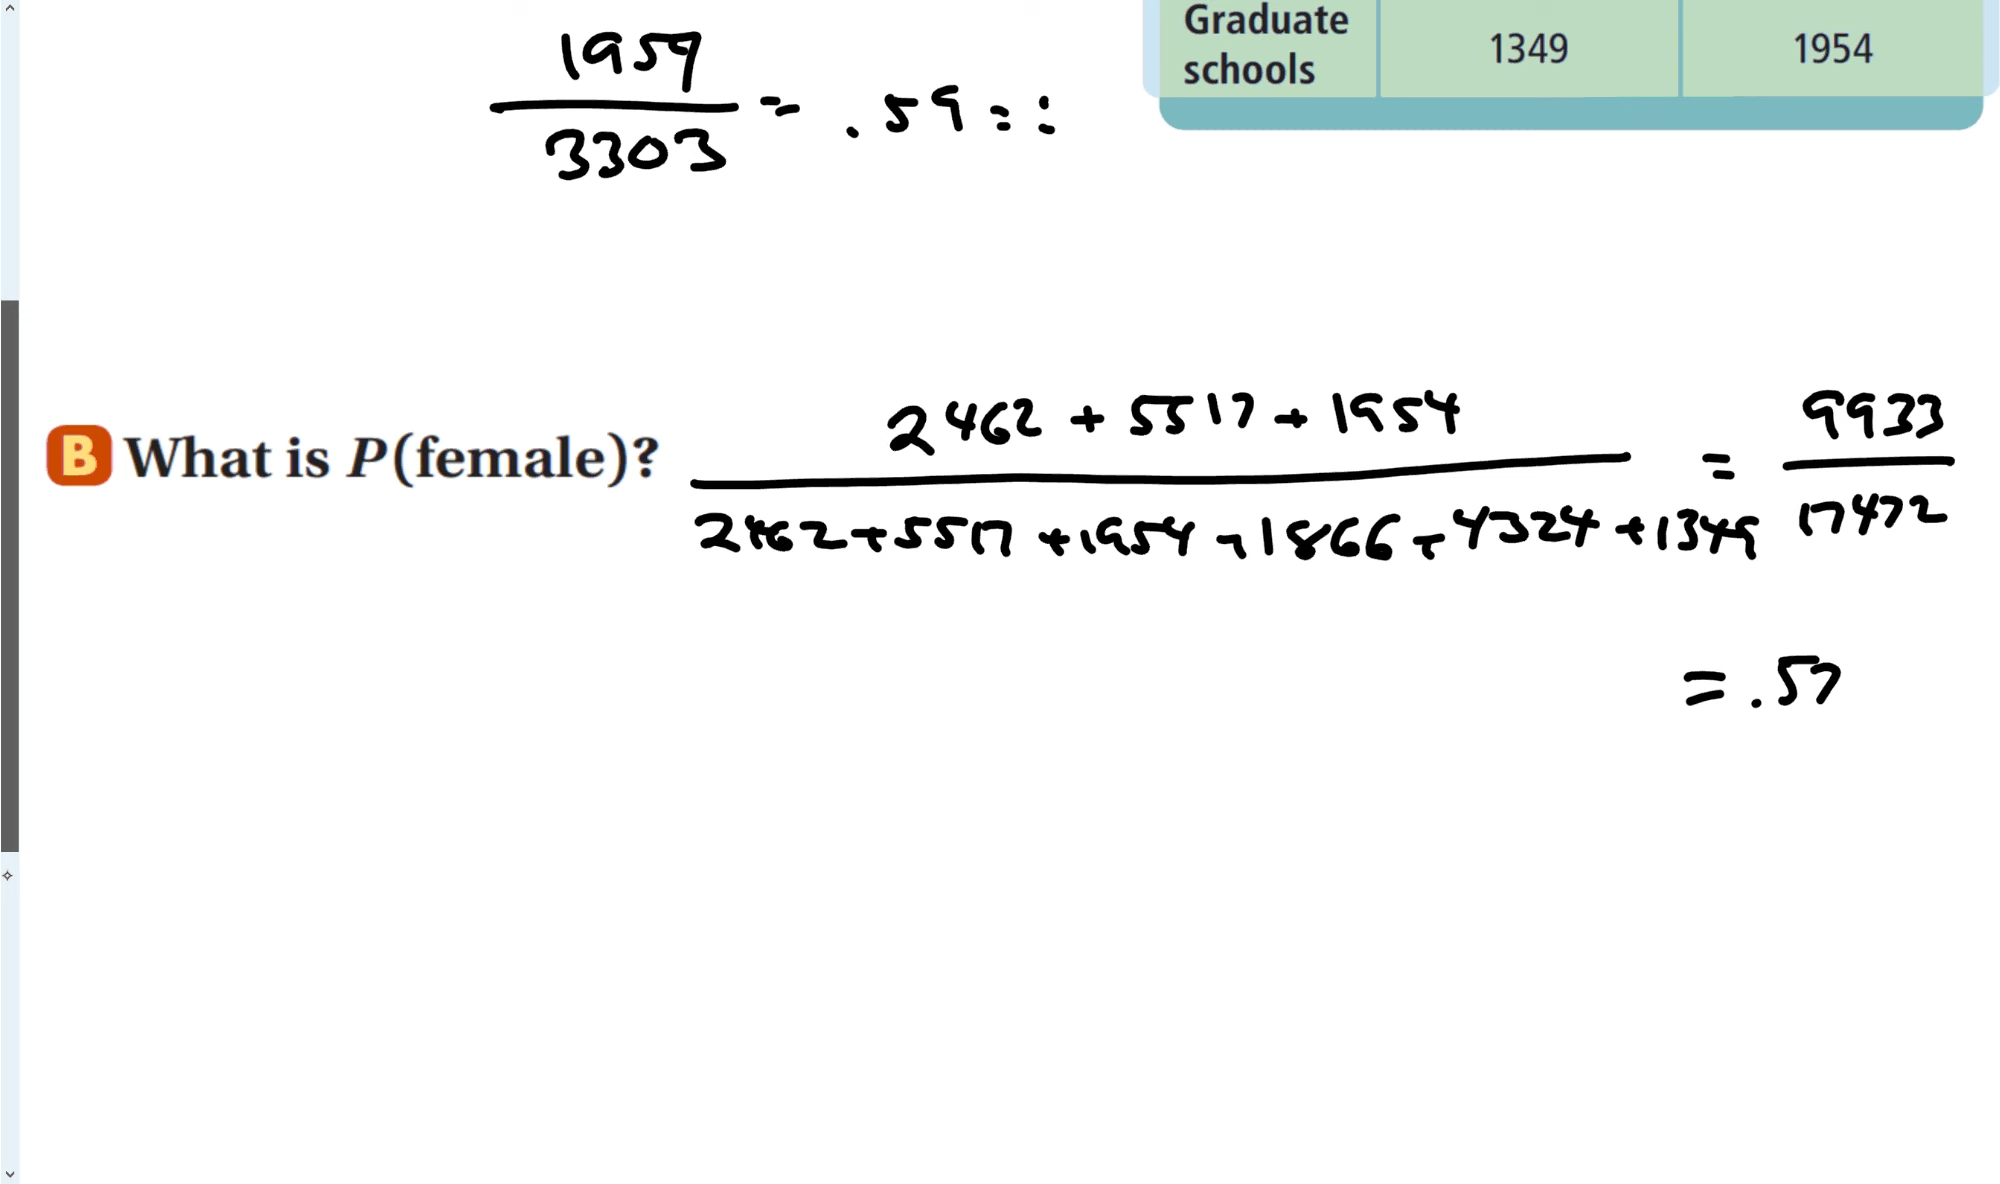 Graduate
schools 1349 1954
1959
3303
= .59 = :
B What is P(female)?
2462 + 5517 + 1954
2462 + 5517 + 1954 + 1866 + 4324 + 1349
= 9933
17472
= .57